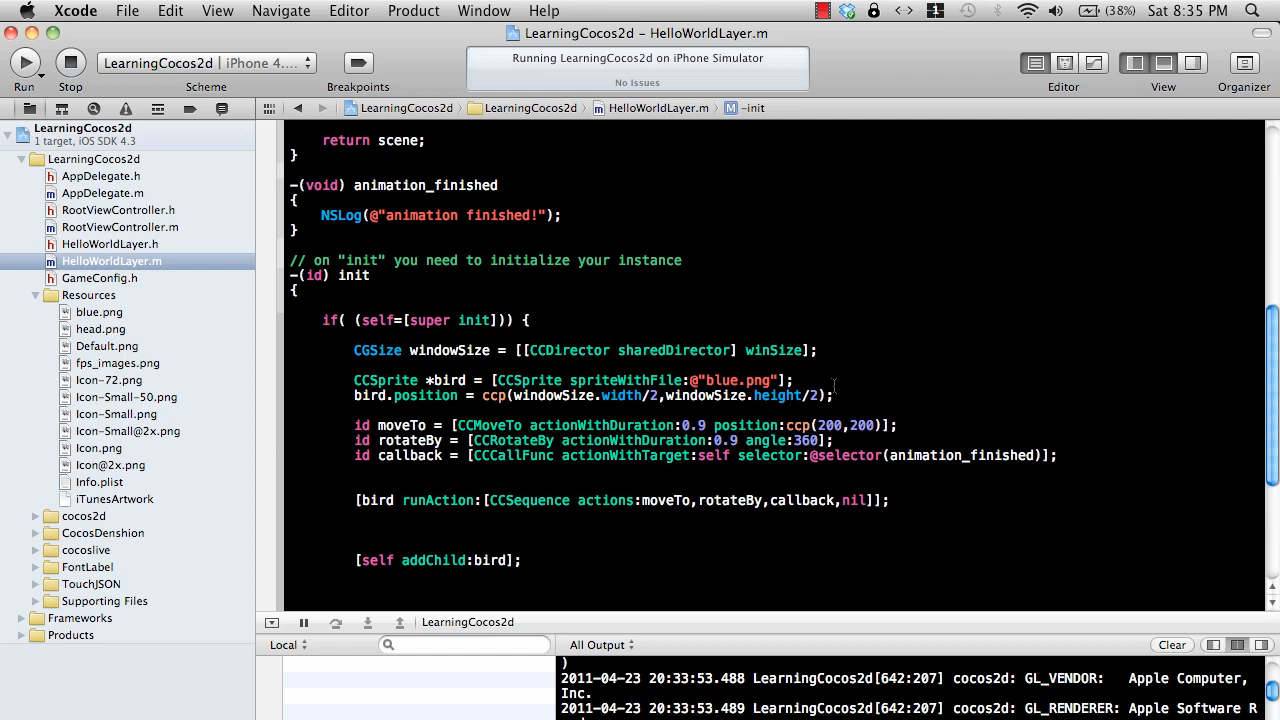 Xcode File Edit View Navigate Editor Product Window Help (38%) Sat 8:35 PM
LearningCocos2d – HelloWorldLayer.m
LearningCocos2d iPhone 4....
Running LearningCocos2d on iPhone Simulator
No Issues
Run Stop Scheme Breakpoints Editor View Organizer
LearningCocos2d LearningCocos2d HelloWorldLayer.m -init
LearningCocos2d
1 target, iOS SDK 4.3
LearningCocos2d
AppDelegate.h
AppDelegate.m
RootViewController.h
RootViewController.m
HelloWorldLayer.h
HelloWorldLayer.m
GameConfig.h
Resources
blue.png
head.png
Default.png
fps_images.png
Icon-72.png
Icon-Small-50.png
Icon-Small.png
Icon-Small@2x.png
Icon.png
Icon@2x.png
Info.plist
iTunesArtwork
cocos2d
CocosDenshion
cocoslive
FontLabel
TouchJSON
Supporting Files
Frameworks
Products
return scene;
}
-(void) animation_finished
{
NSLog(@"animation finished!");
}
// on "init" you need to initialize your instance
-(id) init
{
if( (self=[super init])) {
CGSize windowSize = [[CCDirector sharedDirector] winSize];
CCSprite *bird = [CCSprite spriteWithFile:@"blue.png"];
bird.position = ccp(windowSize.width/2,windowSize.height/2);
id moveTo = [CCMoveTo actionWithDuration:0.9 position:ccp(200,200)];
id rotateBy = [CCRotateBy actionWithDuration:0.9 angle:360];
id callback = [CCCallFunc actionWithTarget:self selector:@selector(animation_finished)];
[bird runAction:[CCSequence actions:moveTo,rotateBy,callback,nil]];
[self addChild:bird];
LearningCocos2d
Local
All Output
Clear
)
2011-04-23 20:33:53.488 LearningCocos2d[642:207] cocos2d: GL_VENDOR: Apple Computer,
Inc.
2011-04-23 20:33:53.489 LearningCocos2d[642:207] cocos2d: GL_RENDERER: Apple Software R